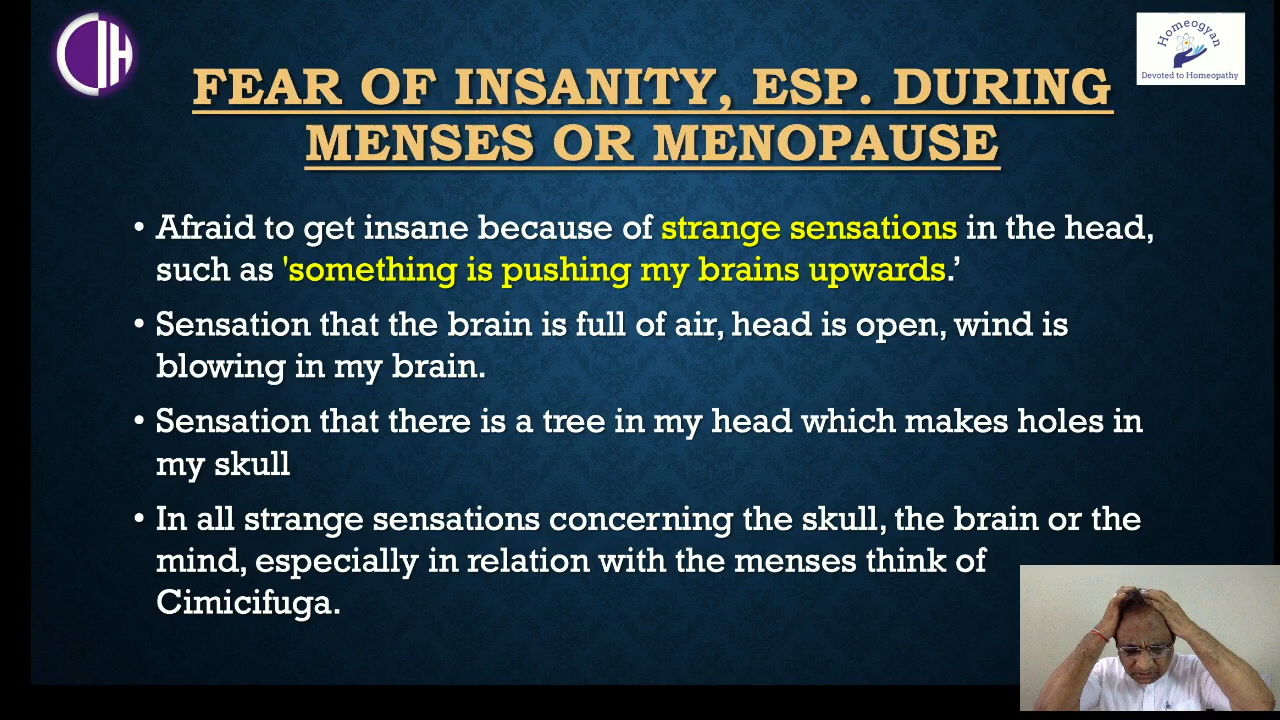 CIH
Homeogyan
Devoted to Homeopathy
FEAR OF INSANITY, ESP. DURING
MENSES OR MENOPAUSE
• Afraid to get insane because of strange sensations in the head,
such as 'something is pushing my brains upwards.’
• Sensation that the brain is full of air, head is open, wind is
blowing in my brain.
• Sensation that there is a tree in my head which makes holes in
my skull
• In all strange sensations concerning the skull, the brain or the
mind, especially in relation with the menses think of
Cimicifuga.